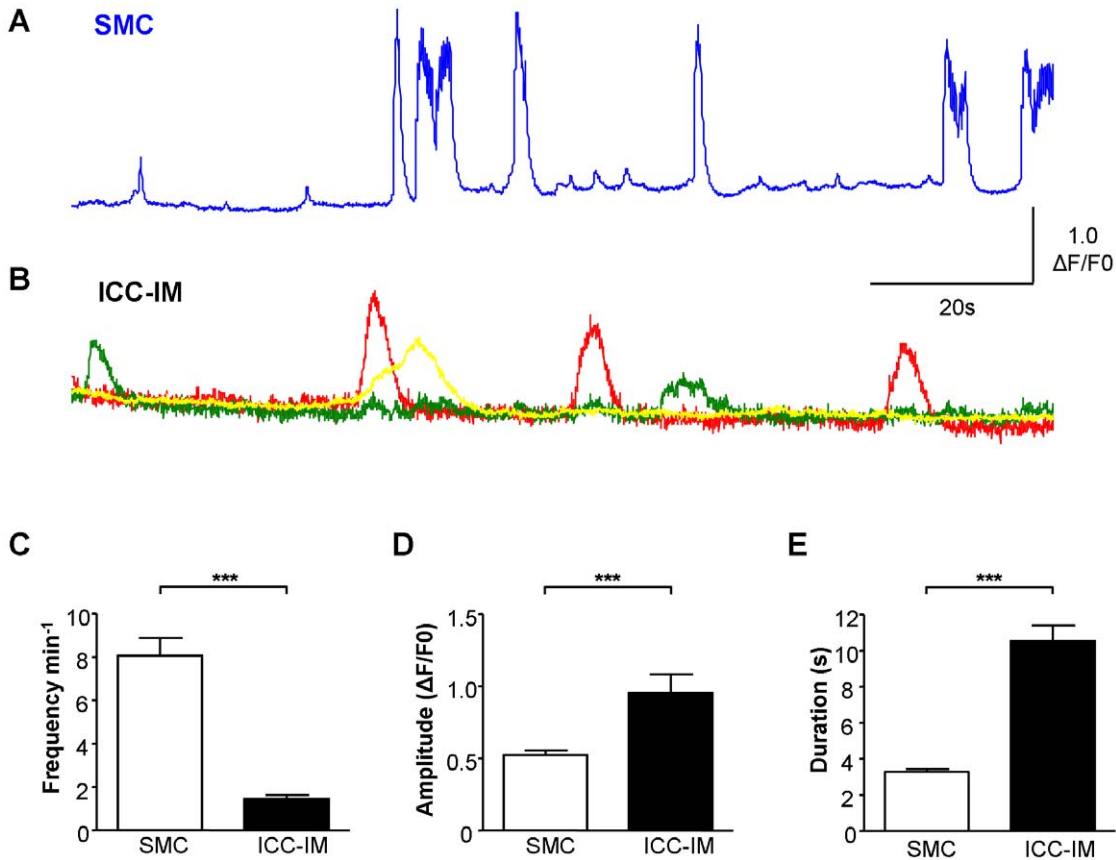 A
SMC
1.0
ΔF/F0
20s
B
ICC-IM
C
***
Frequency min⁻¹
10
8
6
4
2
0
SMC
ICC-IM
D
***
Amplitude (ΔF/F0)
1.5
1.0
0.5
0
SMC
ICC-IM
E
***
Duration (s)
12
10
8
6
4
2
0
SMC
ICC-IM